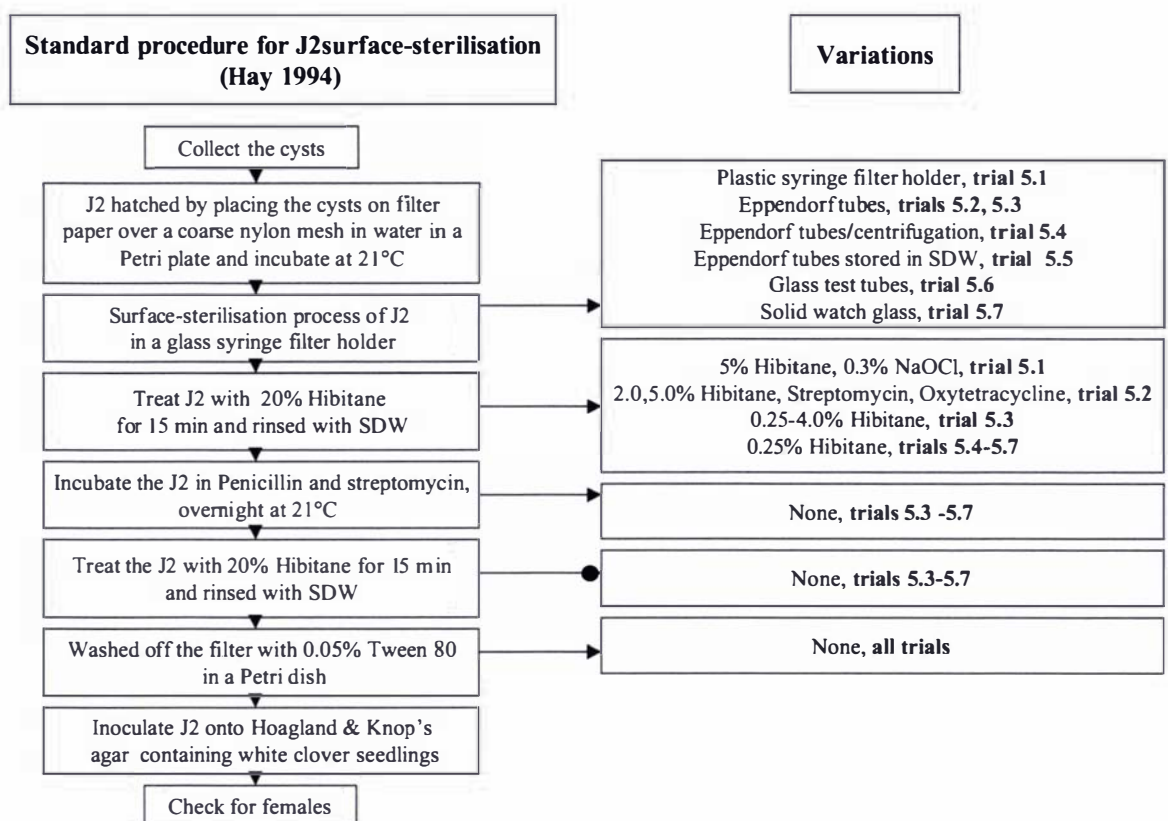 Standard procedure for J2surface-sterilisation
(Hay 1994)
Variations
Collect the cysts
J2 hatched by placing the cysts on filter
paper over a coarse nylon mesh in water in a
Petri plate and incubate at 21°C
Surface-sterilisation process of J2
in a glass syringe filter holder
Treat J2 with 20% Hibitane
for 15 min and rinsed with SDW
Incubate the J2 in Penicillin and streptomycin,
overnight at 21°C
Treat the J2 with 20% Hibitane for 15 min
and rinsed with SDW
Washed off the filter with 0.05% Tween 80
in a Petri dish
Inoculate J2 onto Hoagland & Knop's
agar containing white clover seedlings
Check for females
Plastic syringe filter holder, trial 5.1
Eppendorf tubes, trials 5.2, 5.3
Eppendorf tubes/centrifugation, trial 5.4
Eppendorf tubes stored in SDW, trial 5.5
Glass test tubes, trial 5.6
Solid watch glass, trial 5.7
5% Hibitane, 0.3% NaOCl, trial 5.1
2.0,5.0% Hibitane, Streptomycin, Oxytetracycline, trial 5.2
0.25-4.0% Hibitane, trial 5.3
0.25% Hibitane, trials 5.4-5.7
None, trials 5.3 -5.7
None, trials 5.3-5.7
None, all trials